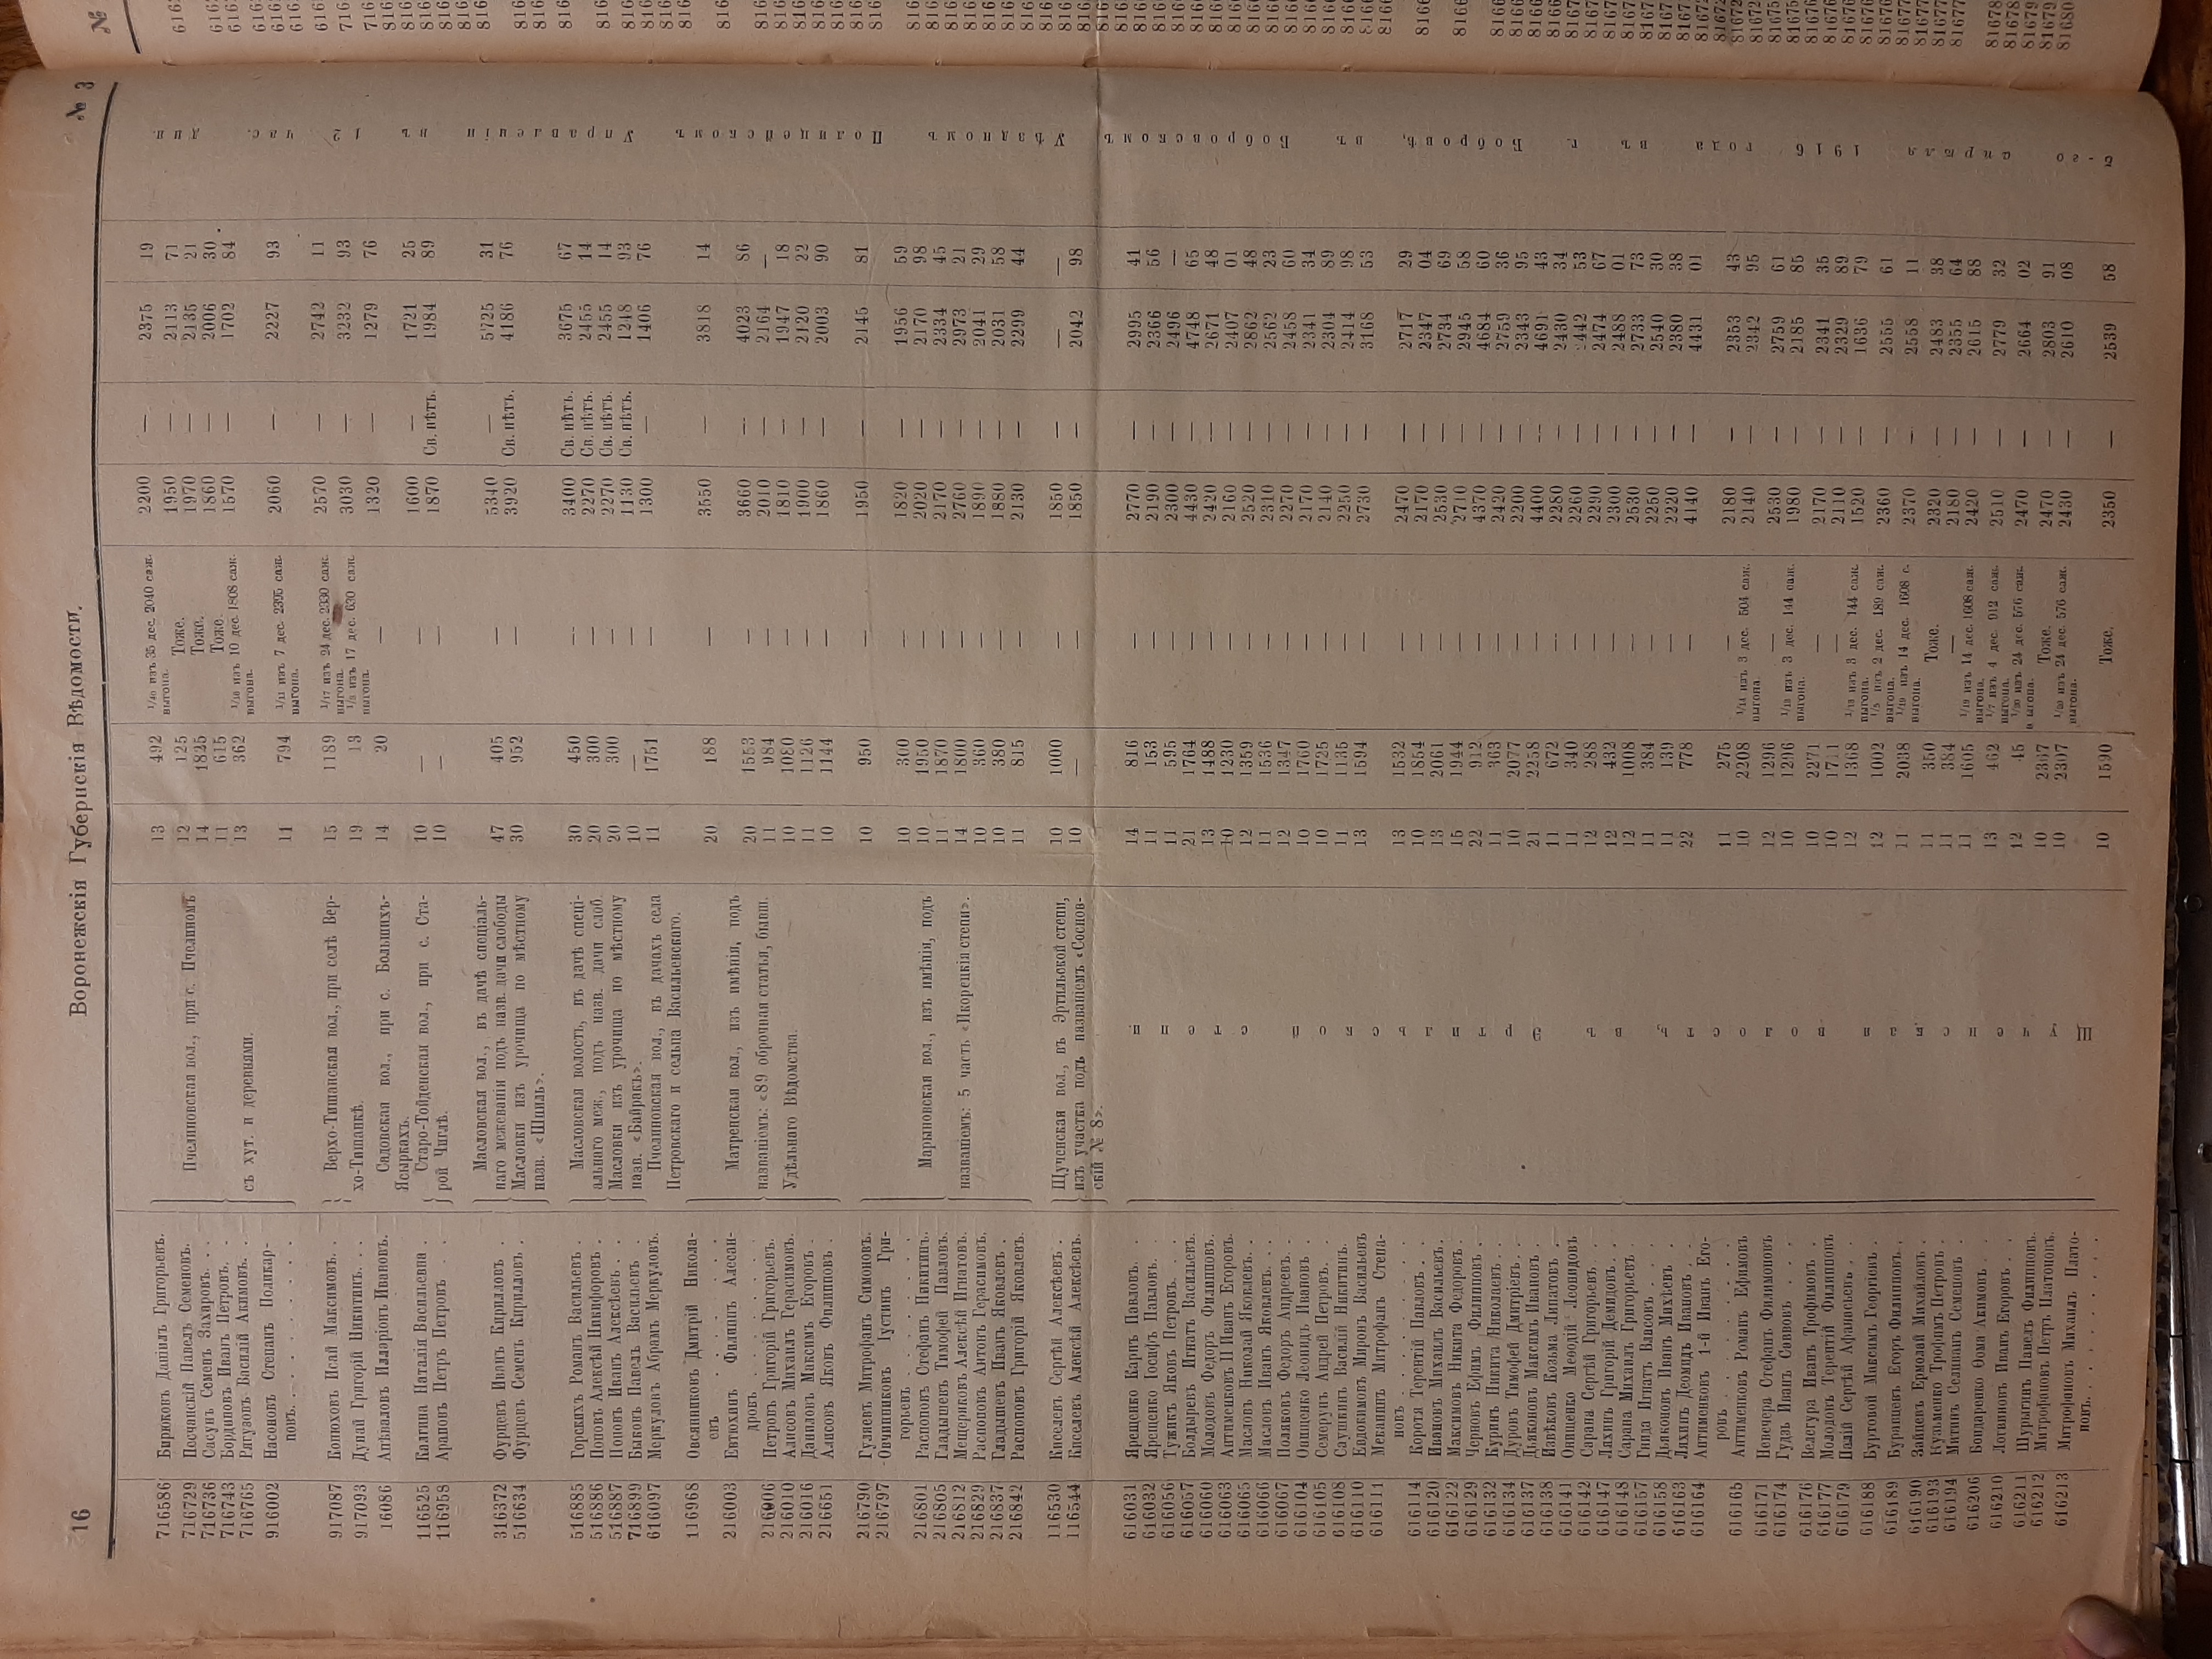 16 Воронежскія Губернскія Вѣдомости. № 3
716586 Бирюковъ Даніилъ Григорьевъ. 13 492 1/40 изъ 35 дес. 2040 саж. выгона. 2200 — 2375 19
716729 Песчанскій Павелъ Семеновъ. Пчелиновская вол., при с. Пчелиномъ 12 125 Тоже. 1950 — 2113 71
716736 Сасунъ Семенъ Захаровъ. . . 14 1825 Тоже. 1970 — 2135 21
716743 Бординовъ Иванъ Петровъ. . 11 615 Тоже. 1860 — 2006 30
716765 Рягузовъ Василій Акимовъ. . съ хут. и деревнями. 13 362 1/10 изъ 10 дес. 1808 саж. выгона. 1570 — 1702 84
916002 Насоновъ Степанъ Поликар-
повъ. . . . . . . . . . 11 794 1/11 изъ 7 дес. 2395 саж. выгона. 2060 — 2227 93
917087 Конюховъ Исай Максимовъ. . Верхо-Тишанская вол., при селѣ Вер- 15 1189 1/17 изъ 24 дес. 2330 саж. выгона. 2570 — 2742 11
917093 Дунай Григорій Никитинъ. . . хо-Тишанкѣ. 19 13 1/8 изъ 17 дес. 630 саж. выгона. 3030 — 3232 93
16086 Апѣваловъ Илларіонъ Ивановъ. Садовская вол., при с. Большихъ- 14 20 — 1320 — 1279 76
Ясыркахъ.
116525 Калгина Наталія Васильевна . Старо-Тойденская вол., при с. Ста- 10 — — 1600 — 1721 25
116958 Араповъ Петръ Петровъ . . рой Чиглѣ. 10 — — 1870 Св. нѣтъ. 1984 89
Масловская вол., въ дачѣ спеціаль-
316372 Фурцевъ Иванъ Кирилловъ . наго межеваніи подъ назв. дачи слободы 47 405 — 5340 — 5725 31
516634 Фурцевъ Семенъ Кирилловъ . Масловки изъ урочища по мѣстному 30 952 — 3920 Св. нѣтъ. 4186 76
назв. «Шпиль».
516885 Горскихъ Романъ Васильевъ . Масловская волость, въ дачѣ спеці- 30 450 — 3400 Св. нѣтъ. 3675 67
516886 Поповъ Алексѣй Никифоровъ . альнаго меж., подъ назв. дачи слоб. 20 300 — 2270 Св. нѣтъ. 2455 14
516887 Поповъ Иванъ Алексѣевъ . . Масловки изъ урочища по мѣстному 20 300 — 2270 Св. нѣтъ. 2455 14
716899 Быковъ Павелъ Васильевъ . назв. «Байракъ». 10 — — 1130 Св. нѣтъ. 1248 93
616097 Меркуловъ Абрамъ Меркуловъ. Пчелиновская вол., въ дачахъ села 11 1751 — 1300 — 1406 76
Петровскаго и сельца Васильевскаго.
116968 Овсянниковъ Дмитрій Никола-
евъ . . . . . . 20 188 — 3550 — 3818 14
216003 Евтюхинъ Филиппъ Алесан- Матренская вол., из имѣнія, подъ
дровъ . . . . . . . . 20 1553 — 3660 — 4023 86
216006 Петровъ Григорій Григорьевъ. названіемъ: «89 оброчная статья, бывш. 11 984 — 2010 — 2164 —
216010 Алисовъ Михаилъ Герасимовъ. Удѣльнаго Вѣдомства. 10 1080 — 1810 — 1947 18
216016 Даниловъ Максимъ Егоровъ . 11 1126 — 1900 — 2120 22
216651 Алисовъ Яковъ Филипповъ . 10 1144 — 1860 — 2003 90
216790 Гуляевъ Митрофанъ Симоновъ. 10 950 — 1950 — 2145 81
216797 Овчинниковъ Іустинъ Гри-
горьевъ . . . . . . . . 10 300 — 1820 — 1956 59
216801 Распоповъ Стефанъ Никитинъ. Марьиновская вол., изъ имѣнія, подъ 10 1950 — 2020 — 2170 98
216805 Гладышевъ Тимофей Павловъ. 11 1870 — 2170 — 2334 45
216812 Мещеряковъ Алексѣй Игнатовъ. названіемъ: 5 часть «Икорецкія степи». 14 1800 — 2760 — 2973 21
216829 Распоповъ Антонъ Герасимовъ. 10 360 — 1890 — 2041 29
216837 Гладышевъ Иванъ Яковлевъ . 10 380 — 1880 — 2031 58
216842 Распоповъ Григорій Яковлевъ. 11 815 — 2130 — 2299 44
116530 Киселевъ Сергѣй Алексѣевъ . Щученская вол., въ Эртильской степи, 10 1000 — 1850 — — —
116544 Киселевъ Алексѣй Алексѣевъ. изъ участка подъ названіемъ «Соснов- 10 — — 1850 — 2042 98
скій № 8».
616031 Ярещенко Карпъ Павловъ. . 14 816 — 2770 — 2995 41
616032 Ярещенко Іосифъ Павловъ. . 11 153 — 2190 — 2366 56
616056 Тужикъ Яковъ Петровъ. . . 11 595 — 2300 — 2496 —
616057 Болдыревъ Игнатъ Васильевъ. 21 1764 — 4430 — 4748 65
616060 Молодовъ Федоръ Филипповъ. 13 1488 — 2420 — 2671 48
616063 Антименковъ II Иванъ Егоровъ. 10 1230 — 2160 — 2407 01
616065 Масловъ Николай Яковлевъ. . 12 1359 — 2520 — 2862 48
616066 Масловъ Иванъ Яковлевъ. . . 11 1536 — 2310 — 2562 23
616067 Поляковъ Федоръ Андреевъ. . 12 1347 — 2270 — 2458 60
616104 Онищенко Леонидъ Ивановъ . 10 1760 — 2170 — 2341 34
616105 Семерунъ Андрей Петровъ. . 10 1725 — 2140 — 2304 89
616108 Саушкинъ Василій Никитинъ. 11 1135 — 2250 — 2414 98
616110 Евдокимовъ Миронъ Васильевъ 13 1594 — 2730 — 3168 53
616111 Меканинъ Митрофанъ Степа-
новъ . . . . . . . . . 13 1532 — 2470 — 2717 29
616114 Коротя Терентій Павловъ . . 10 1854 — 2170 — 2347 04
616120 Ивановъ Михаилъ Васильевъ. 13 2061 — 2530 — 2734 69
616122 Максимовъ Никита Федоровъ. 15 1944 — 2710 — 2945 58
616129 Черновъ Ефимъ Филипповъ . 22 912 — 4370 — 4684 60
616132 Куринъ Никита Николаевъ. . 11 363 — 2420 — 2759 36
616134 Дуровъ Тимофей Дмитріевъ. . 10 2077 — 2200 — 2343 95
616137 Дьяконовъ Максимъ Ивановъ . 21 2258 — 4400 — 4691 43
616138 Извѣковъ Козьма Липатовъ . 11 672 — 2280 — 2430 34
616141 Онищенко Меѳодій Леонидовъ 11 340 — 2260 — 2442 53
616142 Сарана Сергѣй Григорьевъ . 12 288 — 2290 — 2474 67
616147 Ляхинъ Григорій Демидовъ. . 12 432 — 2300 — 2488 01
616148 Сарана Михаилъ Григорьевъ . 12 1008 — 2530 — 2733 73
616157 Гнида Игнатъ Власовъ . . . 11 384 — 2250 — 2540 30
616158 Дьяконовъ Иванъ Михѣевъ . 11 139 — 2220 — 2380 38
616163 Ляхинъ Деомидъ Ивановъ . . 22 778 — 4140 — 4431 01
616164 Антименковъ 1-й Иванъ Его-
ровъ . . . . . . . . . 11 275 — 2180 — 2353 43
616165 Антименковъ Романъ Ефимовъ 10 2208 1/14 изъ 3 дес. 504 саж. выгона. 2140 — 2342 95
616171 Невечера Стефанъ Филимоновъ 12 1296 — 2530 — 2759 61
616174 Гудзь Иванъ Саввовъ . . . 10 1296 1/13 изъ 3 дес. 144 саж. выгона. 1980 — 2185 85
616176 Велегура Иванъ Трофимовъ . 10 2271 — 2170 — 2341 35
616177 Молодовъ Терентій Филипповъ 10 1711 — 2110 — 2329 89
616179 Палій Сергѣй Афанасьевъ . . 12 1368 1/13 изъ 3 дес. 144 саж. выгона. 1520 — 1636 79
616188 Буртовой Максимъ Георгіевъ . 12 1002 1/5 изъ 2 дес. 189 саж. выгона. 2360 — 2555 61
616189 Буравцевъ Егоръ Филипповъ. . 11 2038 1/19 изъ 14 дес. 1608 с. выгона. 2370 — 2558 11
616190 Зайцевъ Ермолай Михайловъ . 11 350 Тоже. 2320 — 2483 38
616193 Кузьменко Трофимъ Петровъ . 11 384 — 2180 — 2355 64
616194 Митинъ Селиванъ Семеновъ . 11 1605 1/19 изъ 14 дес. 1608 саж. выгона. 2420 — 2615 88
616206 Бондаренко Ѳома Акимовъ . . 13 462 1/7 изъ 4 дес. 912 саж. выгона. 2510 — 2779 32
616210 Логвиновъ Иванъ Егоровъ . . 12 45 1/20 изъ 24 дес. 576 саж. выгона. 2470 — 2664 02
616211 Шурыгинъ Павелъ Филипповъ. 10 2367 Тоже. 2470 — 2803 91
616212 Митрофановъ Петръ Платоновъ. 10 2307 1/20 изъ 24 дес. 576 саж. выгона. 2430 — 2610 08
616213 Митрофановъ Михаилъ Плато-
новъ. . . . . . . . . 10 1590 Тоже. 2350 — 2539 58
Щученская волость, въ Эртильской степи.
5-го апрѣля 1916 года въ г. Бобровѣ, въ Бобровскомъ Уѣздномъ Полицейскомъ Управленіи въ 12 час. дня.